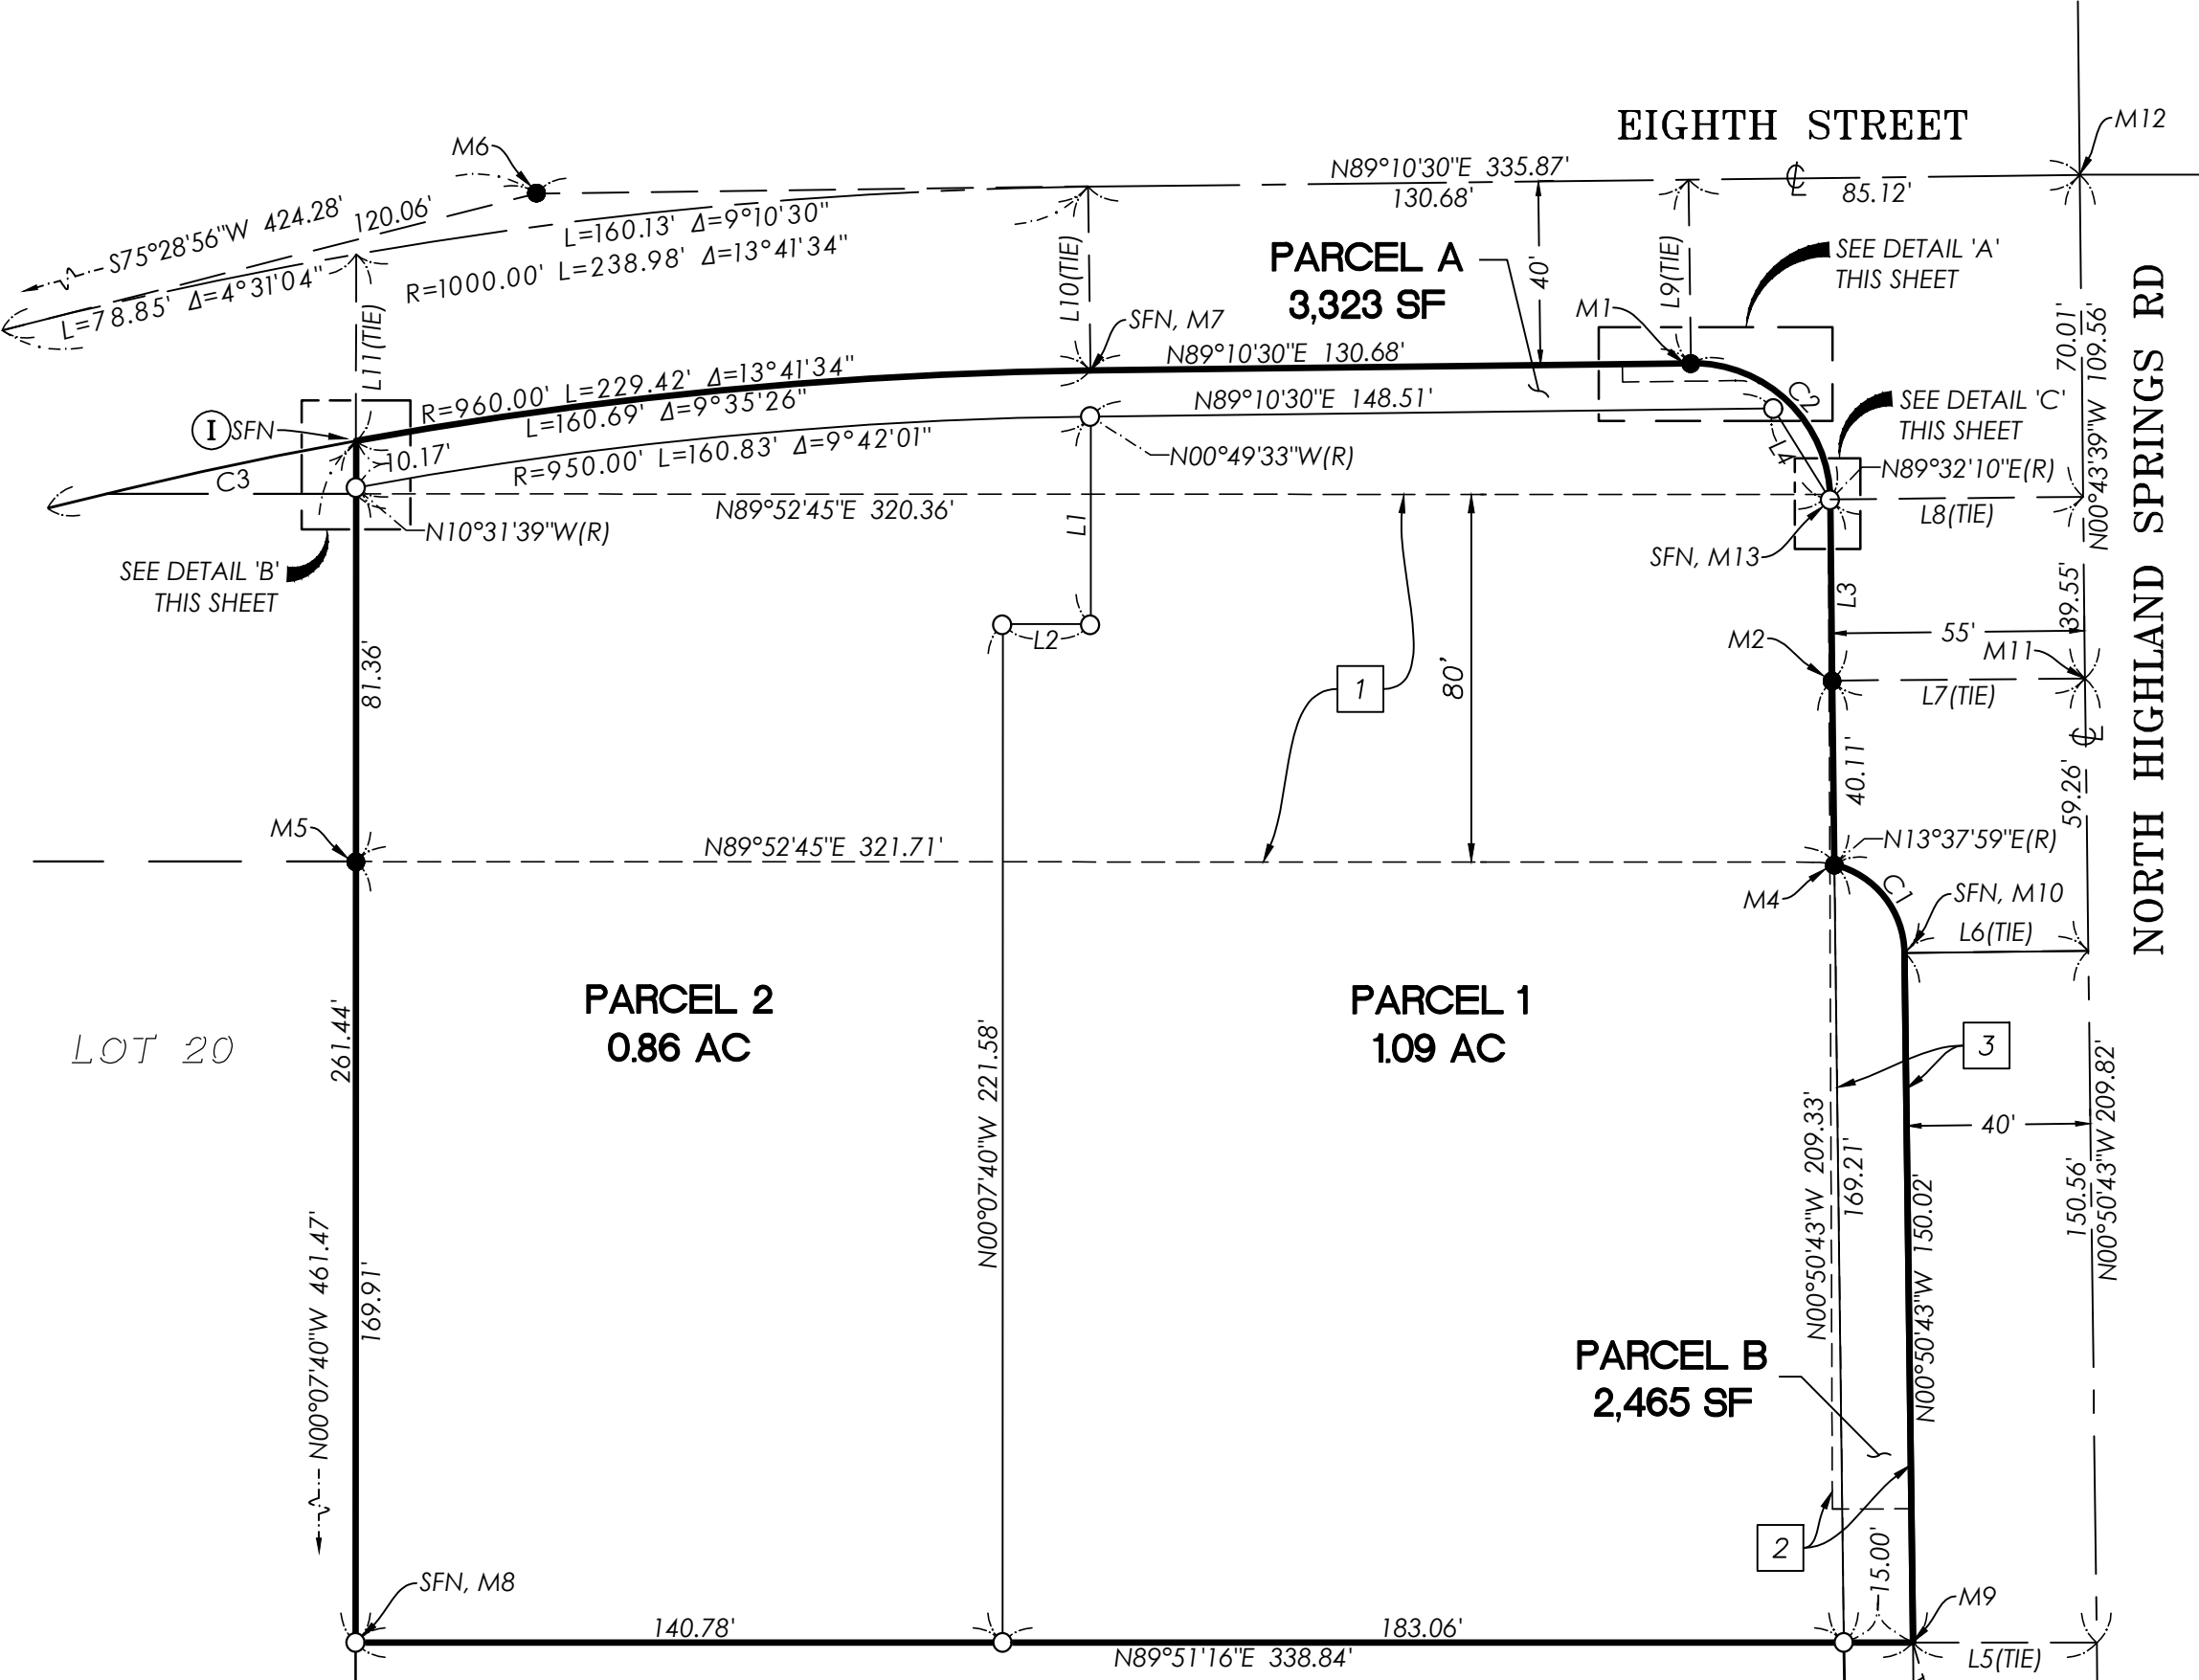 EIGHTH STREET
M12
M6
N89°10'30"E 335.87'
130.68'
85.12'
S75°28'56"W 424.28'
120.06'
L=160.13' Δ=9°10'30"
R=1000.00' L=238.98' Δ=13°41'34"
L=78.85' Δ=4°31'04"
L11(TIE)
L10(TIE)
PARCEL A
3,323 SF
40'
L9(TIE)
SEE DETAIL 'A'
THIS SHEET
M1
SFN, M7
N89°10'30"E 130.68'
70.01'
N00°43'39"W 109.56'
NORTH HIGHLAND SPRINGS RD
R=960.00' L=229.42' Δ=13°41'34"
L=160.69' Δ=9°35'26"
N89°10'30"E 148.51'
C2
SEE DETAIL 'C'
THIS SHEET
I
SFN
10.17'
R=950.00' L=160.83' Δ=9°42'01"
N00°49'33"W(R)
L4
N89°32'10"E(R)
C3
N89°52'45"E 320.36'
L1
L8(TIE)
N10°31'39"W(R)
SFN, M13
SEE DETAIL 'B'
THIS SHEET
L3
39.55'
L2
55'
M2
M11
81.36'
1
80'
L7(TIE)
40.11'
59.26'
M5
N89°52'45"E 321.71'
N13°37'59"E(R)
M4
C1
SFN, M10
L6(TIE)
PARCEL 2
0.86 AC
PARCEL 1
1.09 AC
LOT 20
261.44'
N00°07'40"W 221.58'
3
40'
N00°50'43"W 209.33'
169.21'
N00°50'43"W 150.02'
150.56'
N00°50'43"W 209.82'
N00°07'40"W 461.47'
169.91'
PARCEL B
2,465 SF
2
15.00'
SFN, M8
M9
140.78'
183.06'
N89°51'16"E 338.84'
L5(TIE)